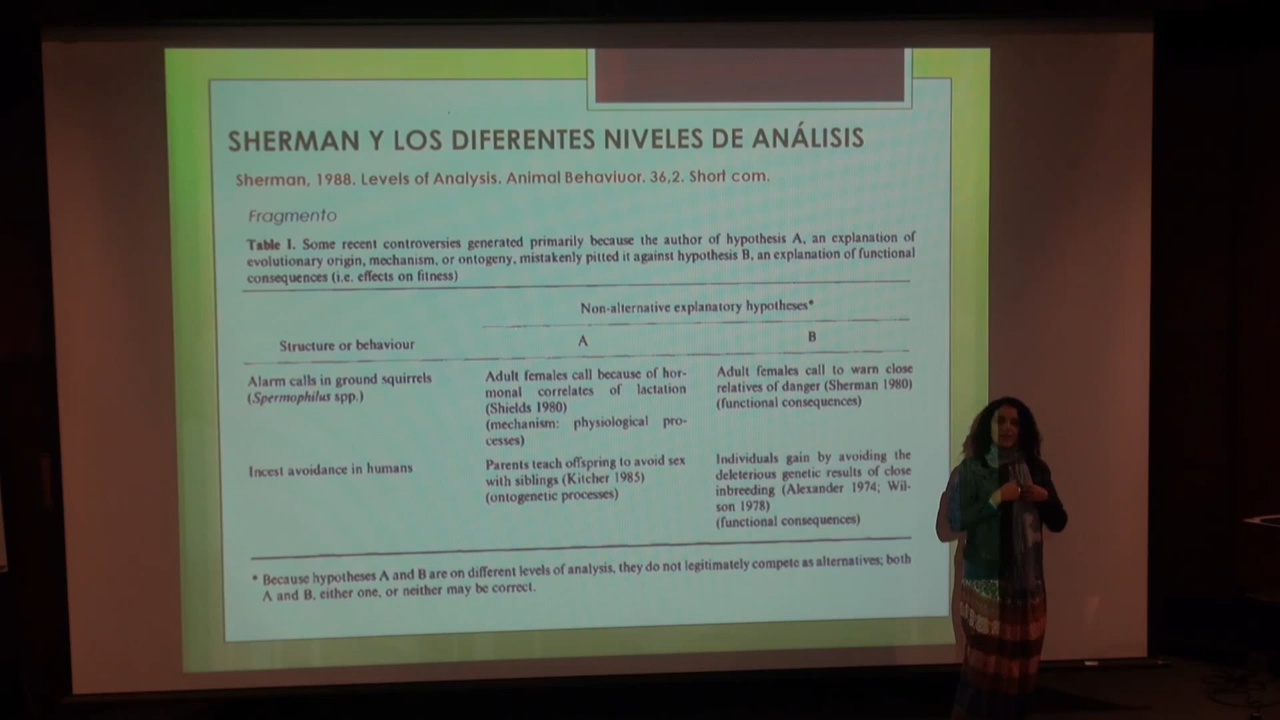 SHERMAN Y LOS DIFERENTES NIVELES DE ANÁLISIS
Sherman, 1988. Levels of Analysis. Animal Behaviuor. 36,2. Short com.
Fragmento
Table I. Some recent controversies generated primarily because the author of hypothesis A, an explanation of
evolutionary origin, mechanism, or ontogeny, mistakenly pitted it against hypothesis B, an explanation of functional
consequences (i.e. effects on fitness)
Non-alternative explanatory hypotheses*
Structure or behaviour
A
B
Alarm calls in ground squirrels
(Spermophilus spp.)
Adult females call because of hor-
monal correlates of lactation
(Shields 1980)
(mechanism: physiological pro-
cesses)
Adult females call to warn close
relatives of danger (Sherman 1980)
(functional consequences)
Incest avoidance in humans
Parents teach offspring to avoid sex
with siblings (Kitcher 1985)
(ontogenetic processes)
Individuals gain by avoiding the
deleterious genetic results of close
inbreeding (Alexander 1974; Wil-
son 1978)
(functional consequences)
* Because hypotheses A and B are on different levels of analysis, they do not legitimately compete as alternatives; both
A and B, either one, or neither may be correct.